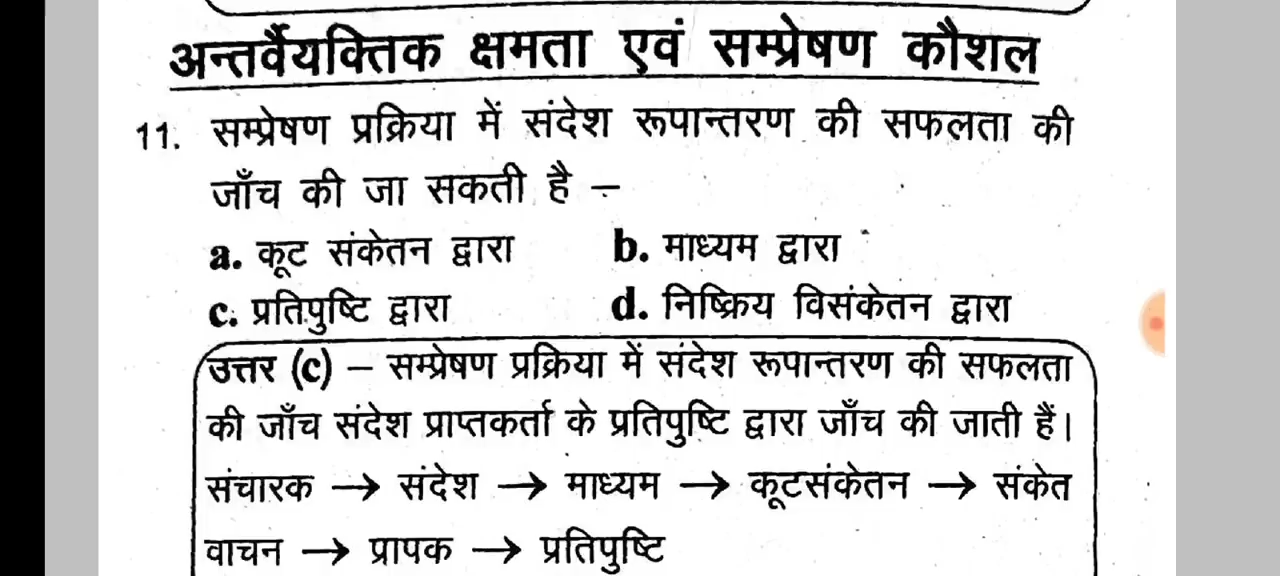 अन्तर्वैयक्तिक क्षमता एवं सम्प्रेषण कौशल
11. सम्प्रेषण प्रक्रिया में संदेश रूपान्तरण की सफलता की
जाँच की जा सकती है –
a. कूट संकेतन द्वारा b. माध्यम द्वारा
c. प्रतिपुष्टि द्वारा d. निष्क्रिय विसंकेतन द्वारा
उत्तर (c) – सम्प्रेषण प्रक्रिया में संदेश रूपान्तरण की सफलता
की जाँच संदेश प्राप्तकर्ता के प्रतिपुष्टि द्वारा जाँच की जाती हैं।
संचारक → संदेश → माध्यम → कूटसंकेतन → संकेत
वाचन → प्रापक → प्रतिपुष्टि